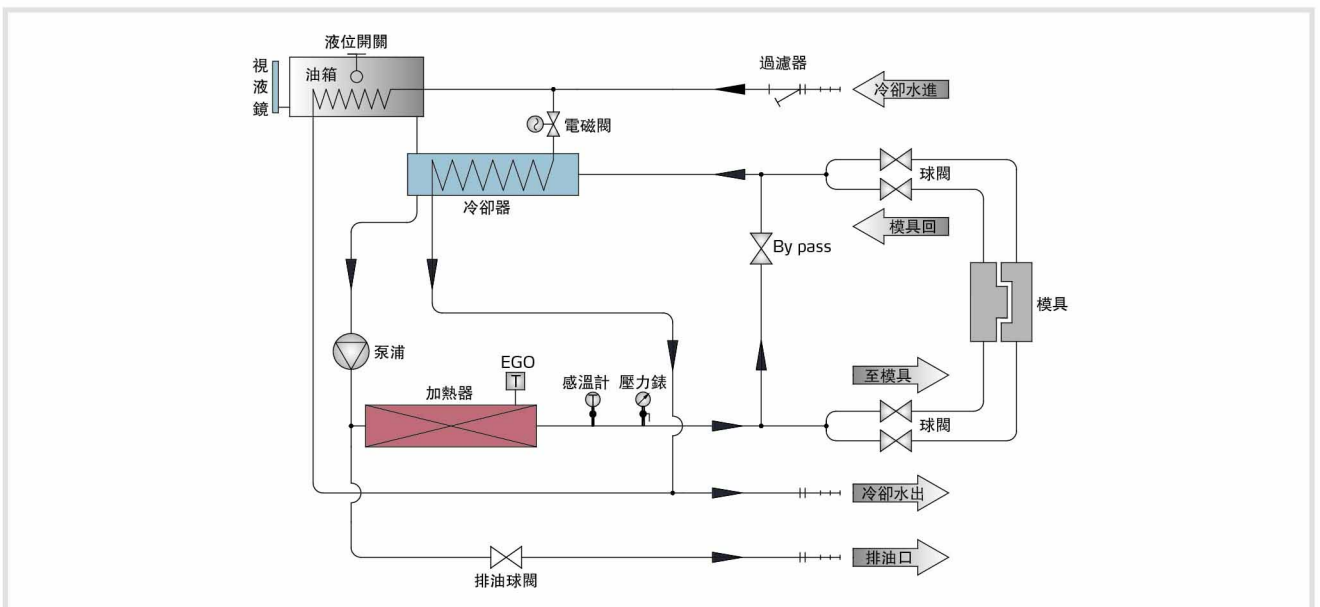 液位開關
視液鏡
油箱
過濾器
冷卻水進
電磁閥
球閥
冷卻器
模具回
By pass
模具
泵浦
EGO
T
加熱器
感溫計
T
壓力錶
至模具
球閥
冷卻水出
排油口
排油球閥